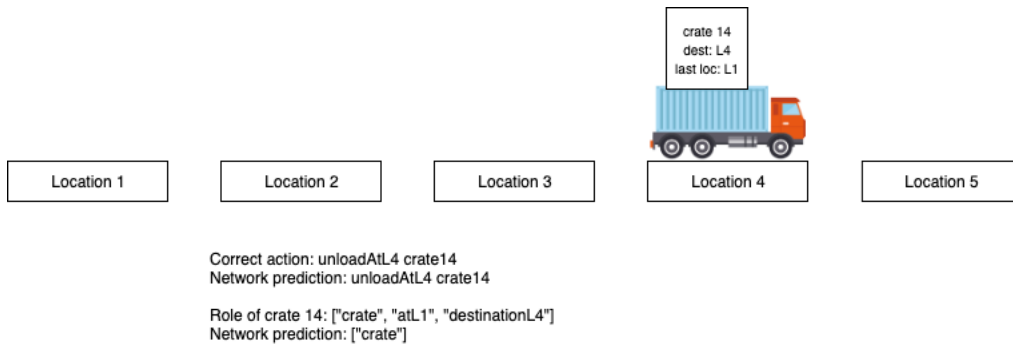 crate 14
dest: L4
last loc: L1
Location 1
Location 2
Location 3
Location 4
Location 5
Correct action: unloadAtL4 crate14
Network prediction: unloadAtL4 crate14
Role of crate 14: ["crate", "atL1", "destinationL4"]
Network prediction: ["crate"]